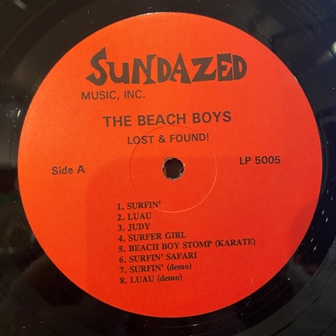 SUNDAZED
MUSIC, INC.
THE BEACH BOYS
LOST & FOUND!
Side A
LP 5005
1. SURFIN'
2. LUAU
3. JUDY
4. SURFER GIRL
5. BEACH BOY STOMP (KARATE)
6. SURFIN' SAFARI
7. SURFIN' (demo)
8. LUAU (demo)